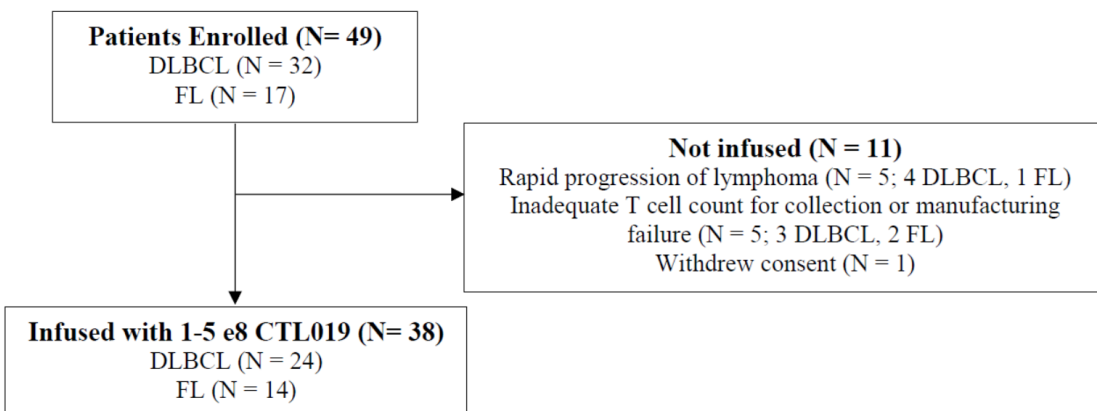 Patients Enrolled (N= 49)
DLBCL (N = 32)
FL (N = 17)
Not infused (N = 11)
Rapid progression of lymphoma (N = 5; 4 DLBCL, 1 FL)
Inadequate T cell count for collection or manufacturing
failure (N = 5; 3 DLBCL, 2 FL)
Withdrew consent (N = 1)
Infused with 1-5 e8 CTL019 (N= 38)
DLBCL (N = 24)
FL (N = 14)